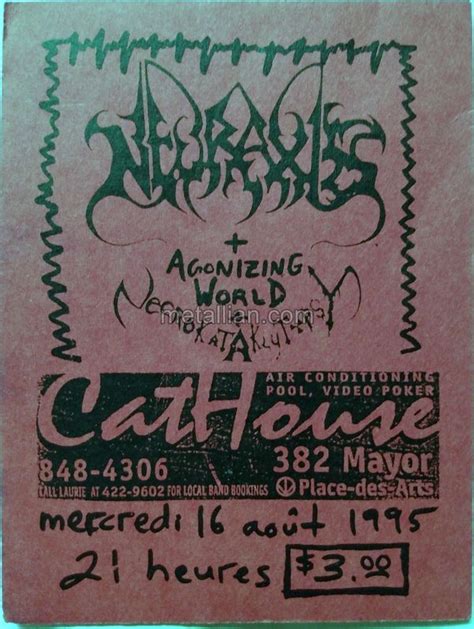 NEURAXIS
+
AGONIZING
WORLD
metallian.com
AIR CONDITIONING
POOL, VIDEO POKER
CatHouse
848-4306
382 Mayor
CALL LAURIE AT 422-9602 FOR LOCAL BAND BOOKINGS
Place-des-Arts
mercredi 16 août 1995
21 heures $3.00